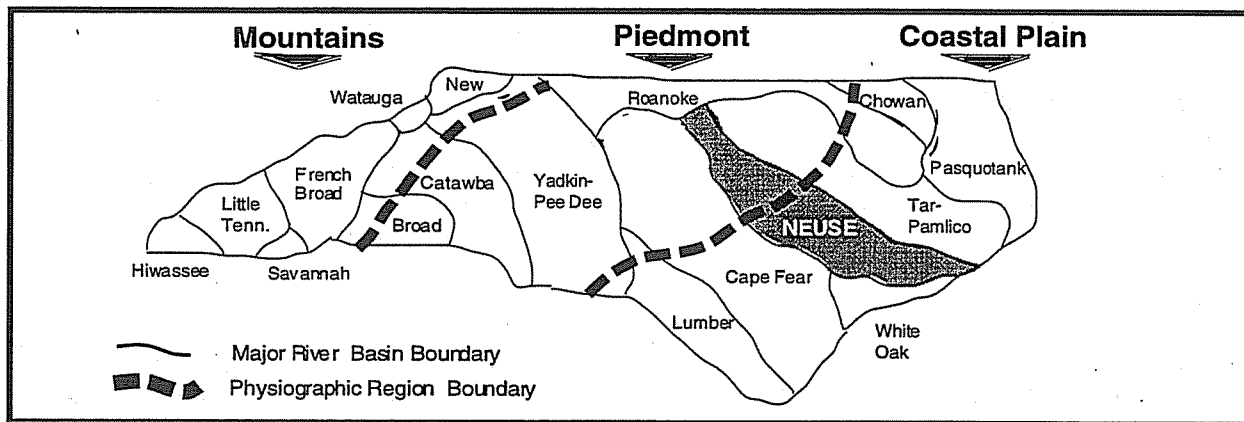 Mountains
Piedmont
Coastal Plain
New
Watauga
Roanoke
Chowan
French
Broad
Catawba
Yadkin-
Pee Dee
Pasquotank
Little
Tenn.
Broad
Tar-
Pamlico
NEUSE
Hiwassee
Savannah
Cape Fear
Lumber
White
Oak
Major River Basin Boundary
Physiographic Region Boundary